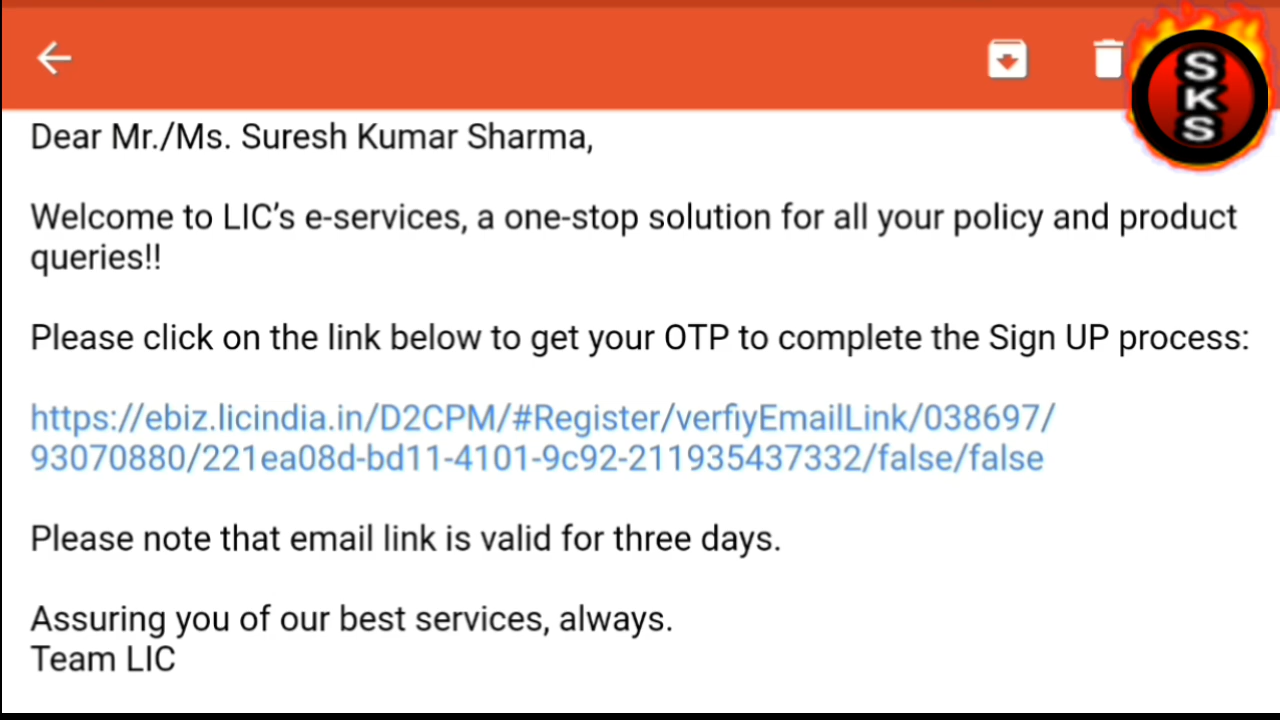 S
K
S
Dear Mr./Ms. Suresh Kumar Sharma,
Welcome to LIC’s e-services, a one-stop solution for all your policy and product
queries!!
Please click on the link below to get your OTP to complete the Sign UP process:
https://ebiz.licindia.in/D2CPM/#Register/verfiyEmailLink/038697/
93070880/221ea08d-bd11-4101-9c92-211935437332/false/false
Please note that email link is valid for three days.
Assuring you of our best services, always.
Team LIC